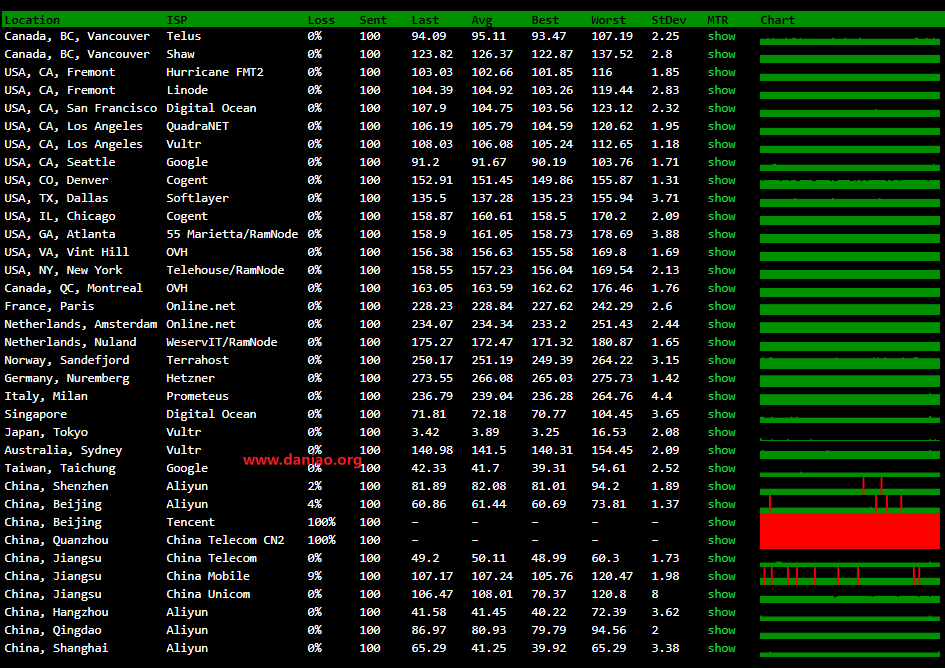 Location ISP Loss Sent Last Avg Best Worst StDev MTR Chart
Canada, BC, Vancouver Telus 0% 100 94.09 95.11 93.47 107.19 2.25 show
Canada, BC, Vancouver Shaw 0% 100 123.82 126.37 122.87 137.52 2.8 show
USA, CA, Fremont Hurricane FMT2 0% 100 103.03 102.66 101.85 116 1.85 show
USA, CA, Fremont Linode 0% 100 104.39 104.92 103.26 119.44 2.83 show
USA, CA, San Francisco Digital Ocean 0% 100 107.9 104.75 103.56 123.12 2.32 show
USA, CA, Los Angeles QuadraNET 0% 100 106.19 105.79 104.59 120.62 1.95 show
USA, CA, Los Angeles Vultr 0% 100 108.03 106.08 105.24 112.65 1.18 show
USA, CA, Seattle Google 0% 100 91.2 91.67 90.19 103.76 1.71 show
USA, CO, Denver Cogent 0% 100 152.91 151.45 149.86 155.87 1.31 show
USA, TX, Dallas Softlayer 0% 100 135.5 137.28 135.23 155.94 3.71 show
USA, IL, Chicago Cogent 0% 100 158.87 160.61 158.5 170.2 2.09 show
USA, GA, Atlanta 55 Marietta/RamNode 0% 100 158.9 161.05 158.73 178.69 3.88 show
USA, VA, Vint Hill OVH 0% 100 156.38 156.63 155.58 169.8 1.69 show
USA, NY, New York Telehouse/RamNode 0% 100 158.55 157.23 156.04 169.54 2.13 show
Canada, QC, Montreal OVH 0% 100 163.05 163.59 162.62 176.46 1.76 show
France, Paris Online.net 0% 100 228.23 228.84 227.62 242.29 2.6 show
Netherlands, Amsterdam Online.net 0% 100 234.07 234.34 233.2 251.43 2.44 show
Netherlands, Nuland WeservIT/RamNode 0% 100 175.27 172.47 171.32 180.87 1.65 show
Norway, Sandefjord Terrahost 0% 100 250.17 251.19 249.39 264.22 3.15 show
Germany, Nuremberg Hetzner 0% 100 273.55 266.08 265.03 275.73 1.42 show
Italy, Milan Prometeus 0% 100 236.79 239.04 236.28 264.76 4.4 show
Singapore Digital Ocean 0% 100 71.81 72.18 70.77 104.45 3.65 show
Japan, Tokyo Vultr 0% 100 3.42 3.89 3.25 16.53 2.08 show
Australia, Sydney Vultr 0% 100 140.98 141.5 140.31 154.45 2.09 show
www.daniao.org
Taiwan, Taichung Google 0% 100 42.33 41.7 39.31 54.61 2.52 show
China, Shenzhen Aliyun 2% 100 81.89 82.08 81.01 94.2 1.89 show
China, Beijing Aliyun 4% 100 60.86 61.44 60.69 73.81 1.37 show
China, Beijing Tencent 100% 100 – – – – – show
China, Quanzhou China Telecom CN2 100% 100 – – – – – show
China, Jiangsu China Telecom 0% 100 49.2 50.11 48.99 60.3 1.73 show
China, Jiangsu China Mobile 9% 100 107.17 107.24 105.76 120.47 1.98 show
China, Jiangsu China Unicom 0% 100 106.47 108.01 70.37 120.8 8 show
China, Hangzhou Aliyun 0% 100 41.58 41.45 40.22 72.39 3.62 show
China, Qingdao Aliyun 0% 100 86.97 80.93 79.79 94.56 2 show
China, Shanghai Aliyun 0% 100 65.29 41.25 39.92 65.29 3.38 show